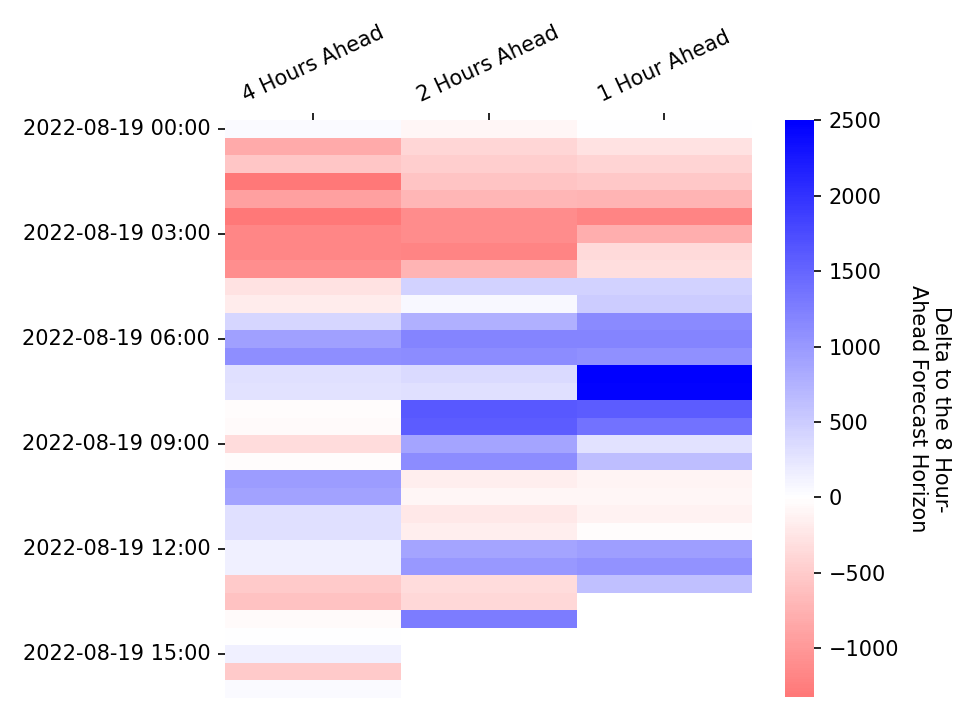 4 Hours Ahead
2 Hours Ahead
1 Hour Ahead
2022-08-19 00:00
2022-08-19 03:00
2022-08-19 06:00
2022-08-19 09:00
2022-08-19 12:00
2022-08-19 15:00
2500
2000
1500
1000
500
0
−500
−1000
Delta to the 8 Hour-
Ahead Forecast Horizon